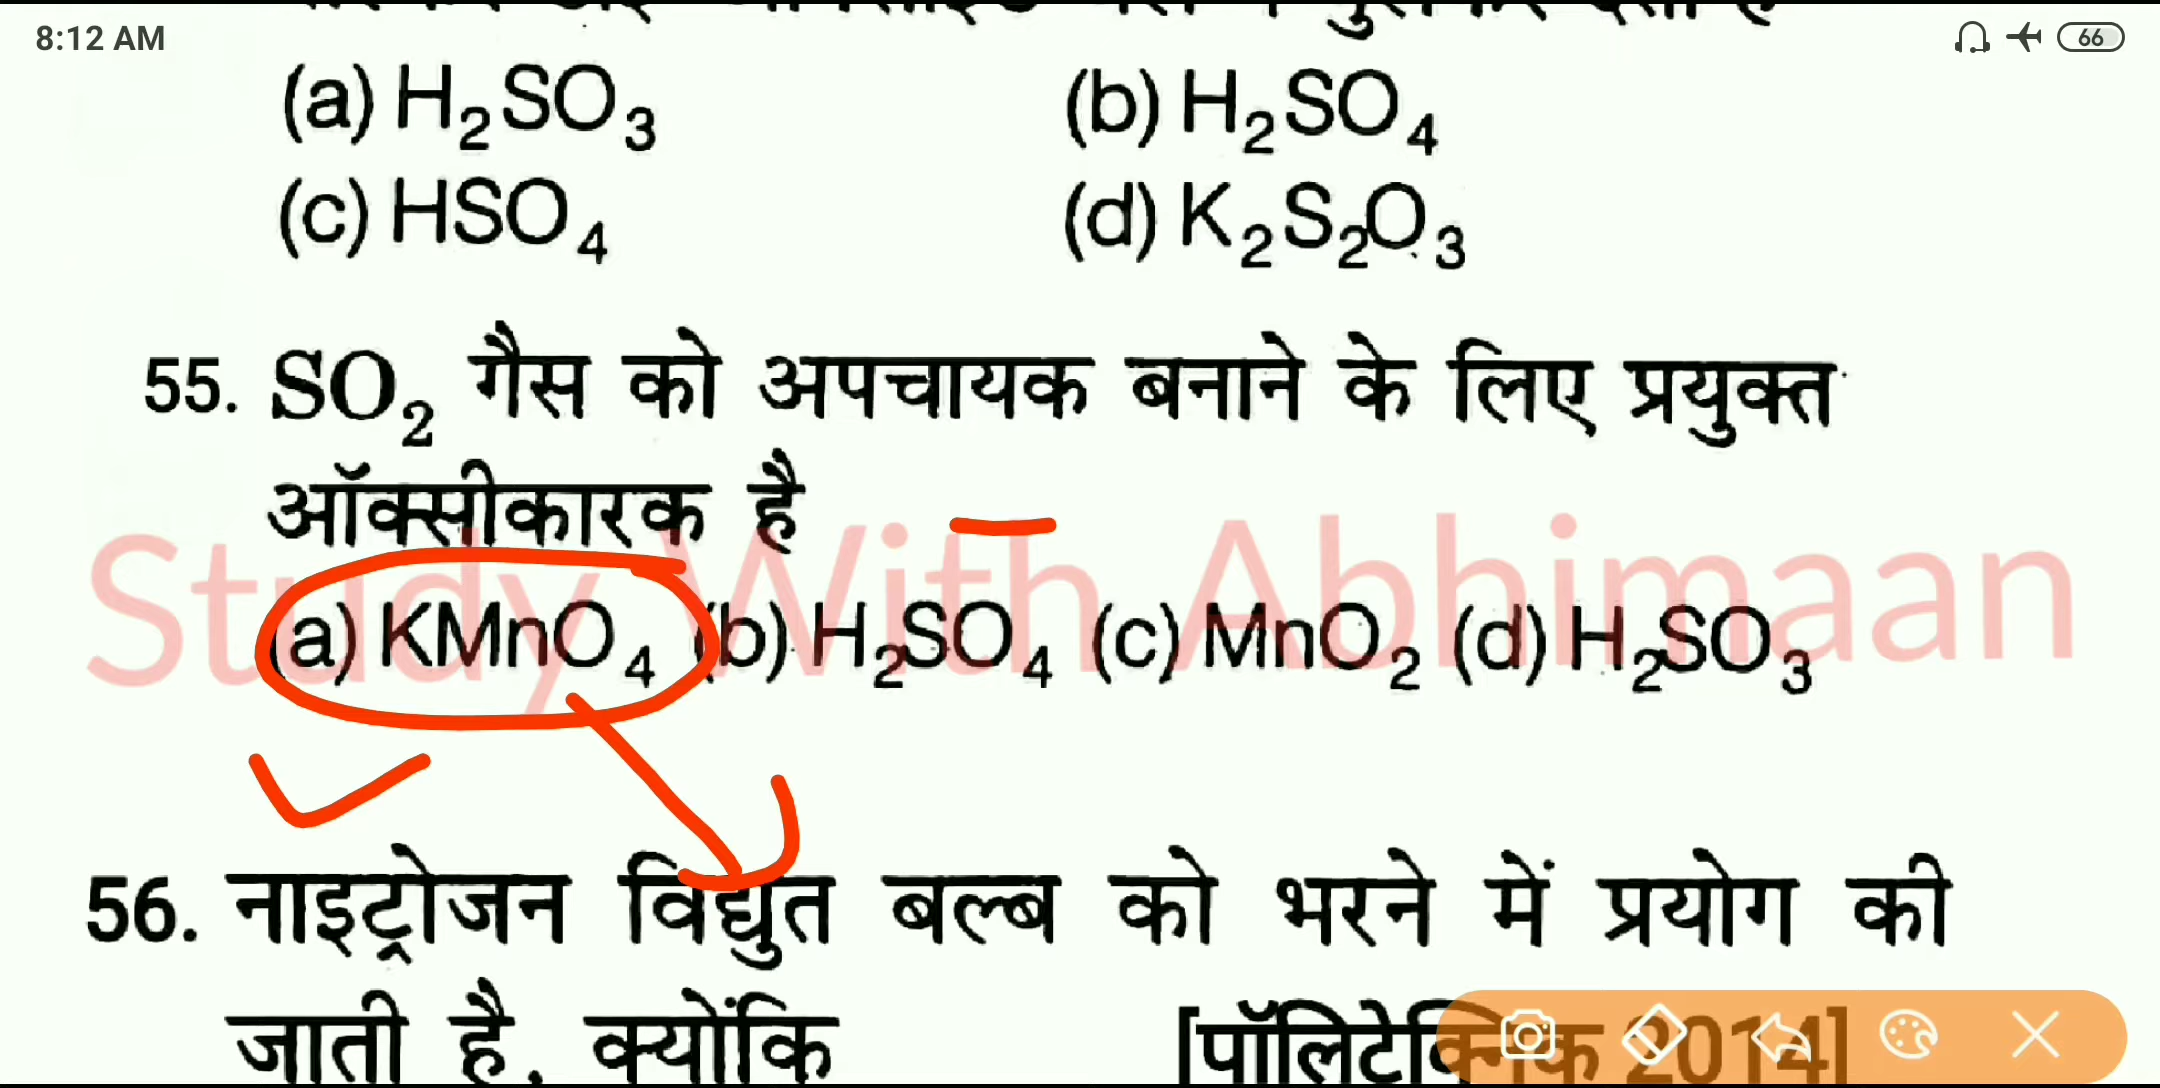 8:12 AM 66
(a) H₂SO₃ (b) H₂SO₄
(c) HSO₄ (d) K₂S₂O₃
55. SO₂ गैस को अपचायक बनाने के लिए प्रयुक्त
ऑक्सीकारक है
Study With Abhimaan
(a) KMnO₄ (b) H₂SO₄ (c) MnO₂ (d) H₂SO₃
56. नाइट्रोजन विद्युत बल्ब को भरने में प्रयोग की
जाती है, क्योंकि [पॉलिटेक्निक 2014]